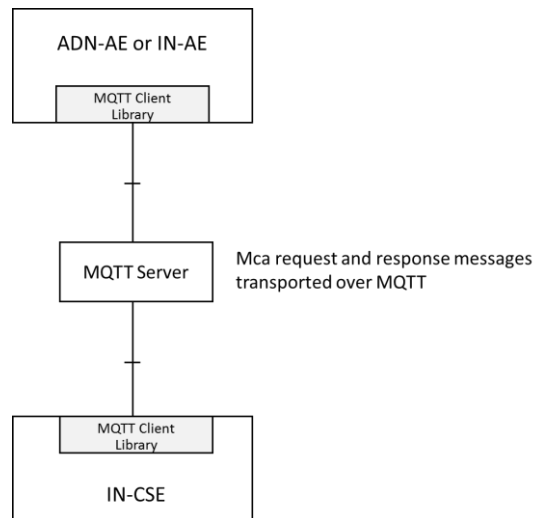 ADN-AE or IN-AE
MQTT Client
Library
MQTT Server
Mca request and response messages
transported over MQTT
MQTT Client
Library
IN-CSE